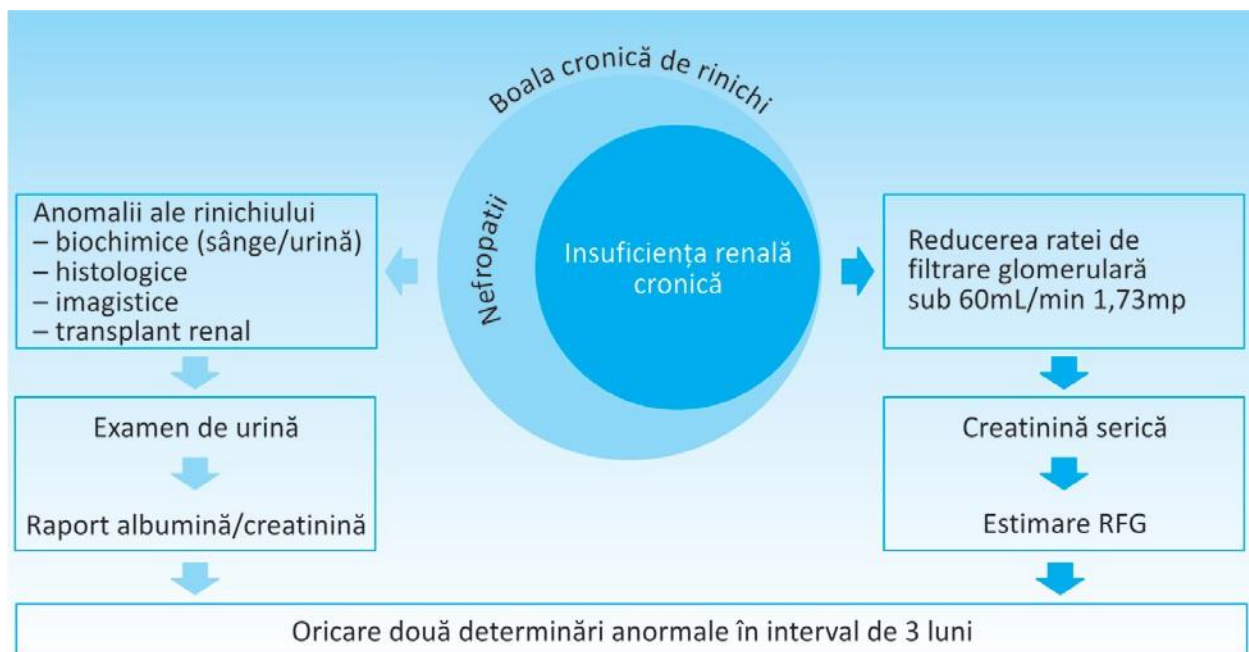 Boala cronică de rinichi
Nefropatii
Insuficiența renală
cronică
Anomalii ale rinichiului
– biochimice (sânge/urină)
– histologice
– imagistice
– transplant renal
Reducerea ratei de
filtrare glomerulară
sub 60mL/min 1,73mp
Examen de urină
Raport albumină/creatinină
Creatinină serică
Estimare RFG
Oricare două determinări anormale în interval de 3 luni